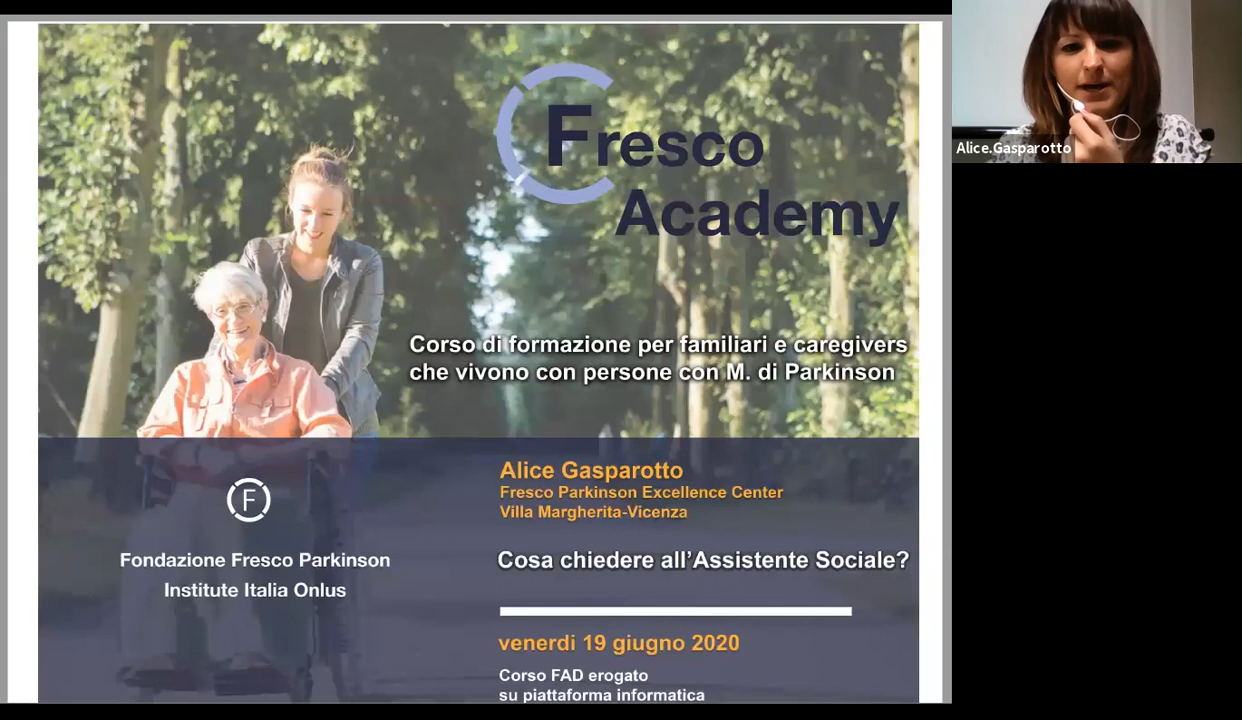 Fresco
Academy
Corso di formazione per familiari e caregivers
che vivono con persone con M. di Parkinson
F
Fondazione Fresco Parkinson
Institute Italia Onlus
Alice Gasparotto
Fresco Parkinson Excellence Center
Villa Margherita-Vicenza
Cosa chiedere all'Assistente Sociale?
venerdi 19 giugno 2020
Corso FAD erogato
su piattaforma informatica
Alice.Gasparotto